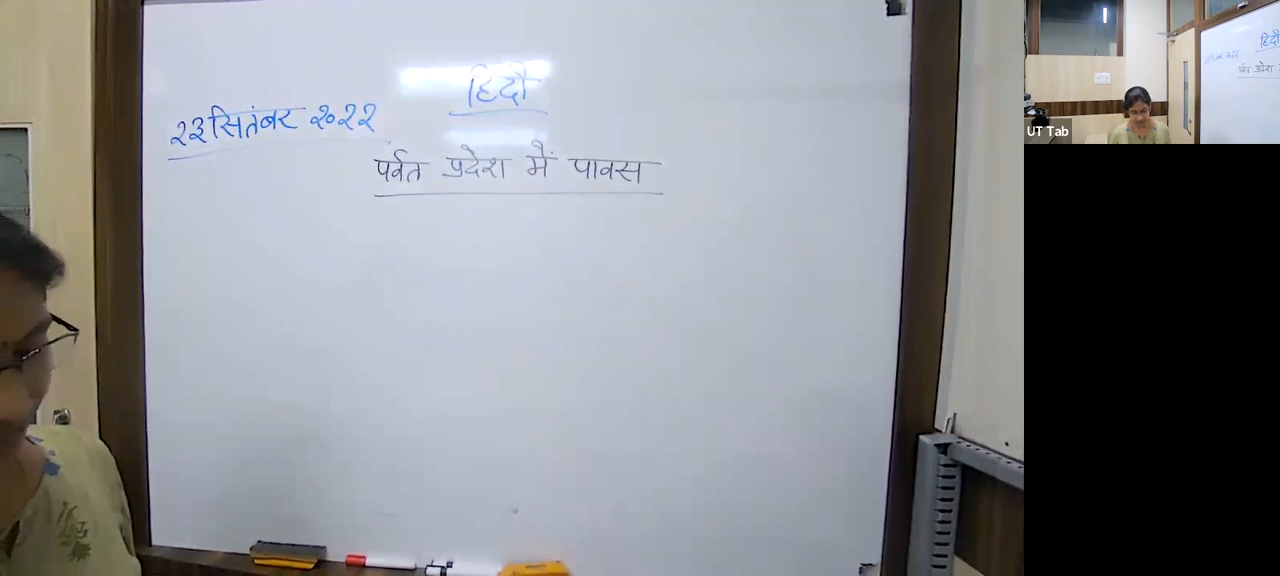 हिंदी
२३ सितंबर २०२२
पर्वत प्रदेश में पावस
UT Tab